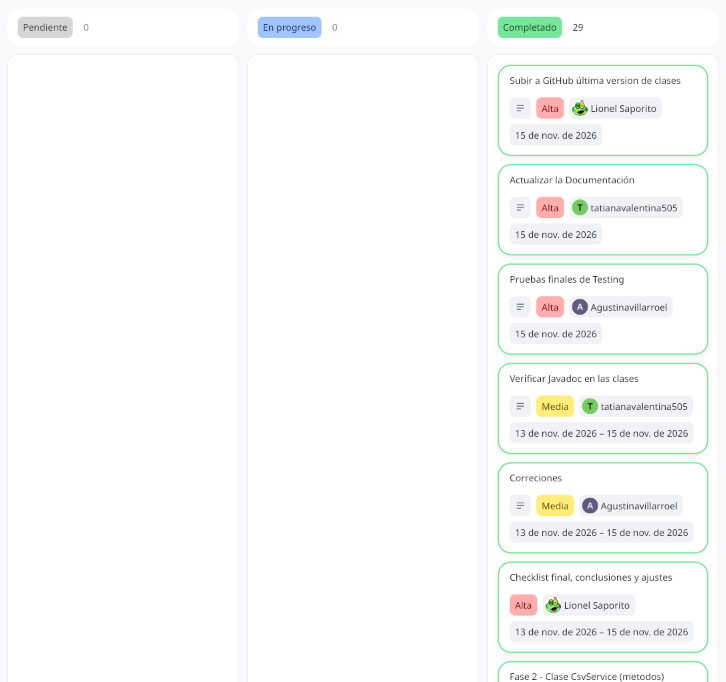 Pendiente 0
En progreso 0
Completado 29
Subir a GitHub última version de clases
Alta Lionel Saporito
15 de nov. de 2026
Actualizar la Documentación
Alta T tatianavalentina505
15 de nov. de 2026
Pruebas finales de Testing
Alta A Agustinavillarroel
15 de nov. de 2026
Verificar Javadoc en las clases
Media T tatianavalentina505
13 de nov. de 2026 – 15 de nov. de 2026
Correciones
Media A Agustinavillarroel
13 de nov. de 2026 – 15 de nov. de 2026
Checklist final, conclusiones y ajustes
Alta Lionel Saporito
13 de nov. de 2026 – 15 de nov. de 2026
Fase 2 - Clase CsvService (metodos)